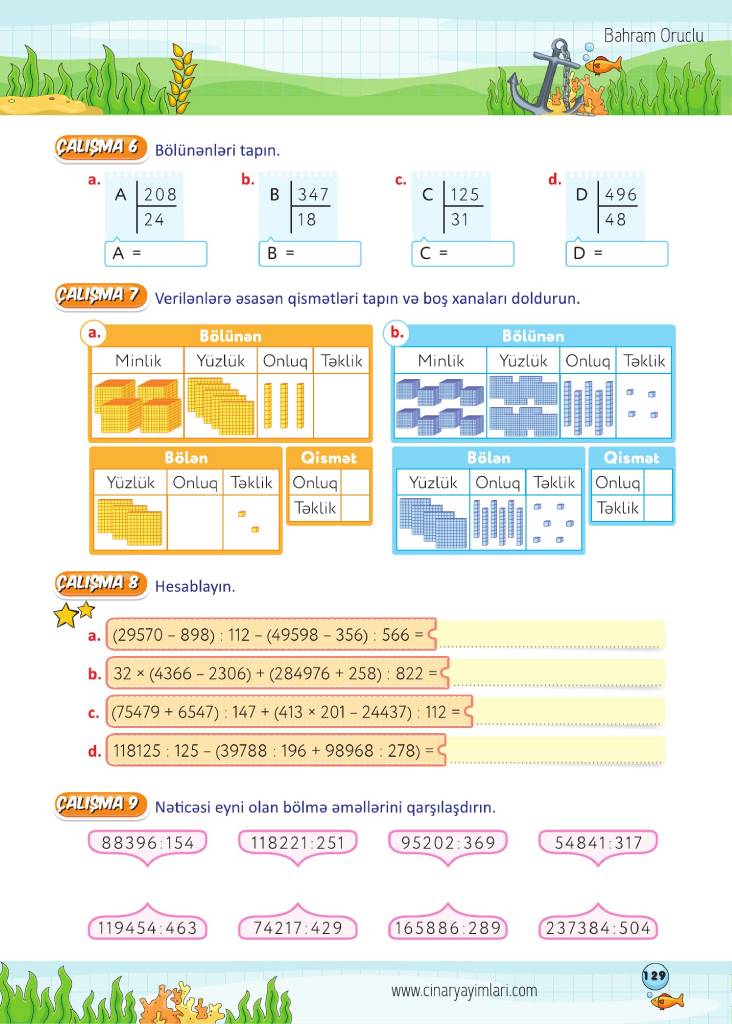 Bahram Oruclu
ÇALIŞMA 6 Bölünənləri tapın.
a. b. c. d.
A 208 B 347 C 125 D 496
24 18 31 48
A = B = C = D =
ÇALIŞMA 7 Verilənlərə əsasən qismətləri tapın və boş xanaları doldurun.
a. Bölünən b. Bölünən
Minlik Yüzlük Onluq Təklik Minlik Yüzlük Onluq Təklik
Bölən Qismət Bölən Qismət
Yüzlük Onluq Təklik Onluq Yüzlük Onluq Təklik Onluq
Təklik Təklik
ÇALIŞMA 8 Hesablayın.
a. (29570 – 898) : 112 – (49598 – 356) : 566 =
b. 32 × (4366 – 2306) + (284976 + 258) : 822 =
c. (75479 + 6547) : 147 + (413 × 201 – 24437) : 112 =
d. 118125 : 125 – (39788 : 196 + 98968 : 278) =
ÇALIŞMA 9 Nəticəsi eyni olan bölmə əməllərini qarşılaşdırın.
88396:154 118221:251 95202:369 54841:317
119454:463 74217:429 165886:289 237384:504
www.cinaryayimlari.com
129